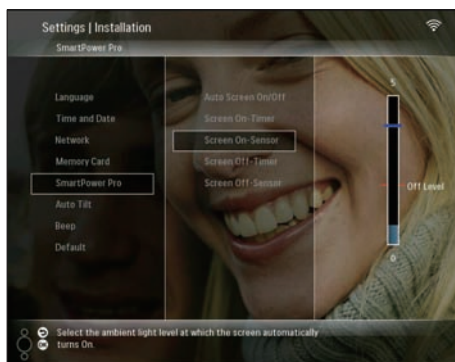 Settings | Installation
SmartPower Pro
Language
Time and Date
Network
Memory Card
SmartPower Pro
Auto Tilt
Beep
Default
Auto Screen On/Off
Screen On-Timer
Screen On-Sensor
Screen Off-Timer
Screen Off-Sensor
5
Off Level
0
OK
Select the ambient light level at which the screen automatically
turns On.